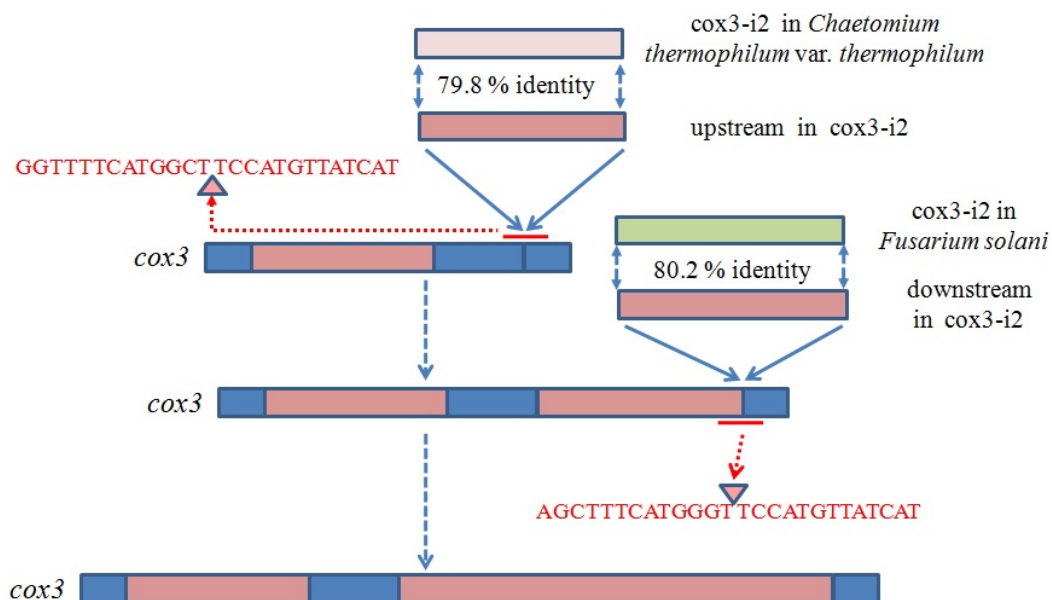 cox3-i2 in Chaetomium
thermophilum var. thermophilum
79.8 % identity
upstream in cox3-i2
GGTTTTCATGGCTTCCATGTTATCAT
cox3
cox3-i2 in
Fusarium solani
80.2 % identity
downstream
in cox3-i2
cox3
AGCTTTCATGGGTTCCATGTTATCAT
cox3